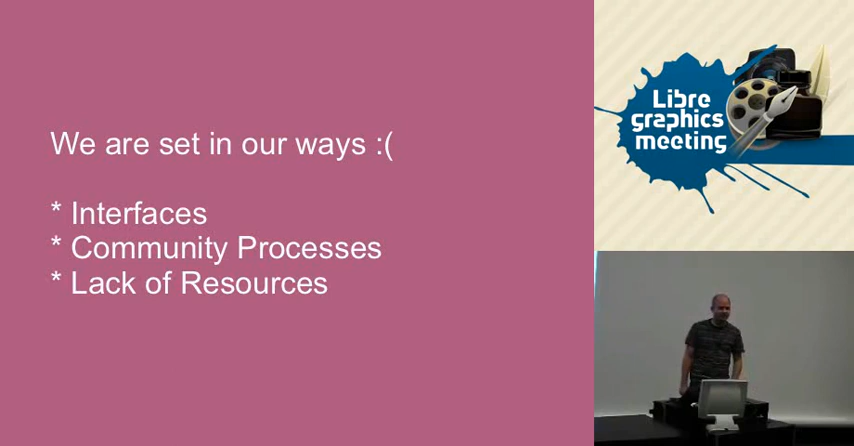 We are set in our ways :(
* Interfaces
* Community Processes
* Lack of Resources
Libre
graphics
meeting